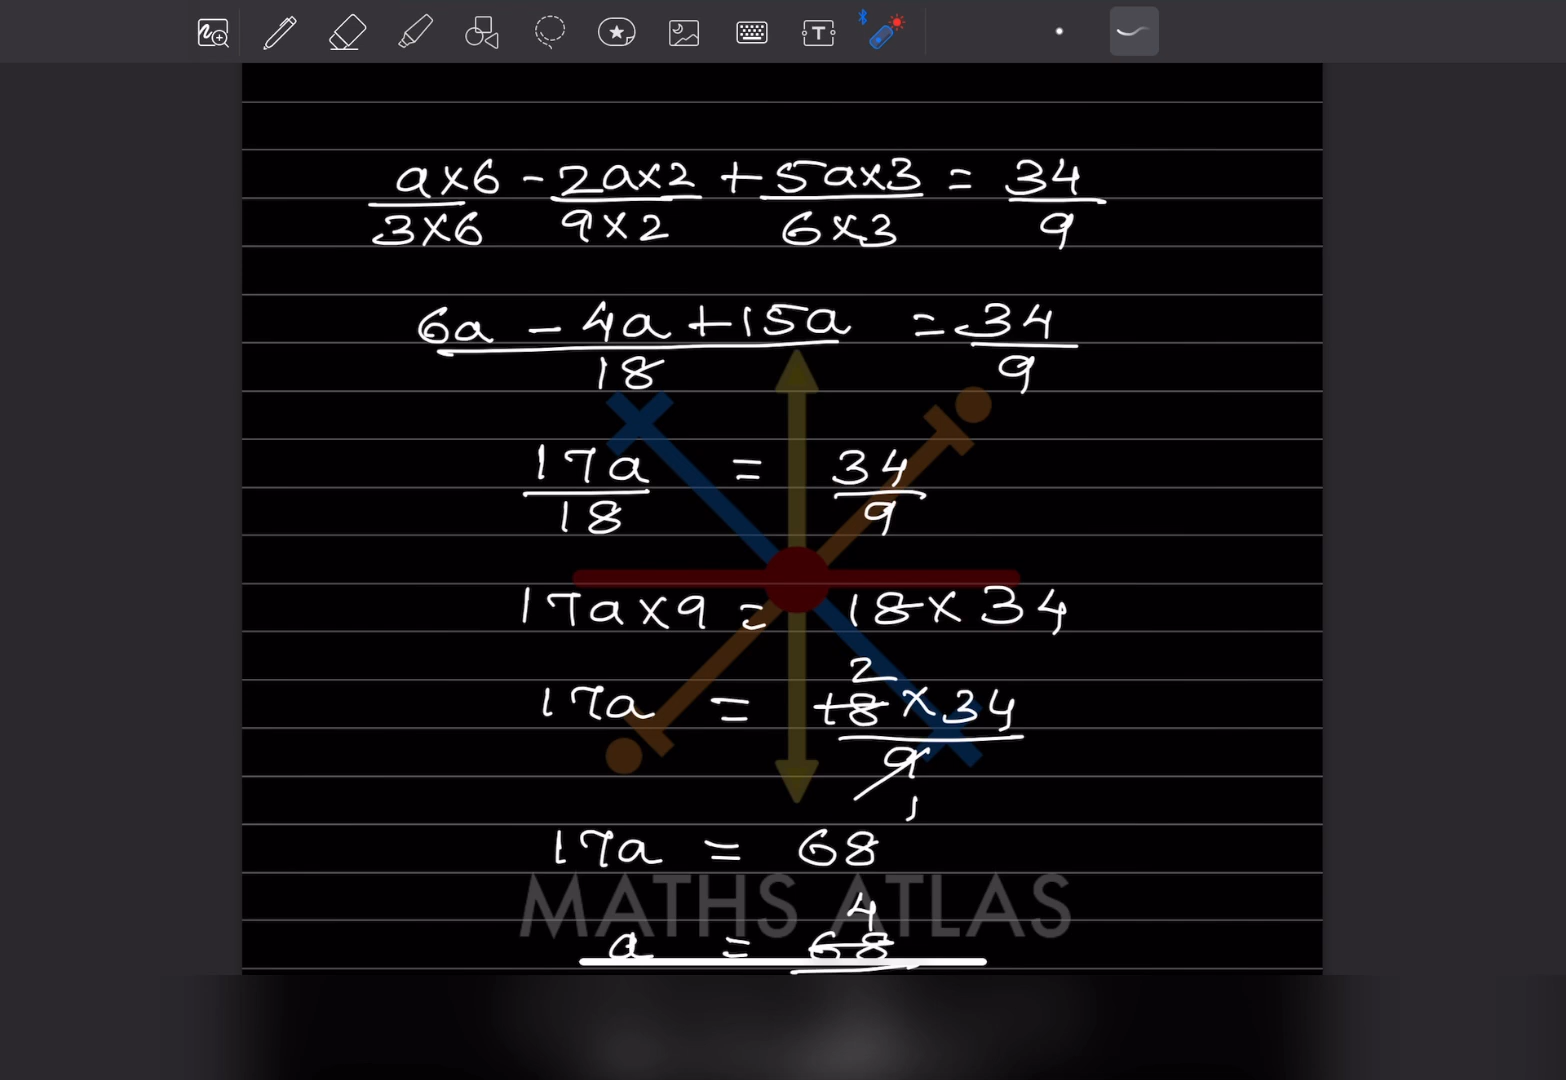 a×6/3×6 - 2a×2/9×2 + 5a×3/6×3 = 34/9
6a - 4a + 15a/18 = 34/9
17a/18 = 34/9
17a×9 = 18×34
2
17a = 18×34/9
1
17a = 68
MATHS ATLAS
4
a = 68